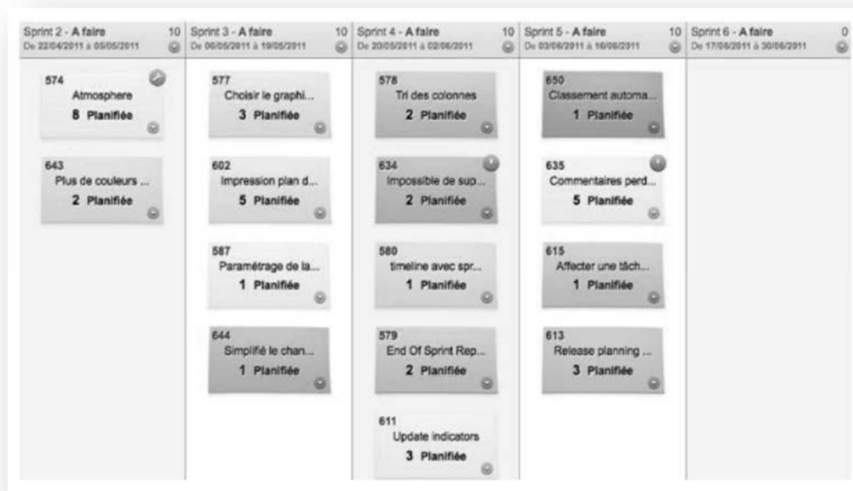 Sprint 2 - A faire 10
De 22/04/2011 à 05/05/2011
574
Atmosphere
8 Planifiée
643
Plus de couleurs ...
2 Planifiée
Sprint 3 - A faire 10
De 06/05/2011 à 19/05/2011
577
Choisir le graphi...
3 Planifiée
602
Impression plan d...
5 Planifiée
587
Paramétrage de la...
1 Planifiée
644
Simplifié le chan...
1 Planifiée
Sprint 4 - A faire 10
De 20/05/2011 à 02/06/2011
578
Tri des colonnes
2 Planifiée
634
Impossible de sup...
2 Planifiée
580
timeline avec spr...
1 Planifiée
579
End Of Sprint Rep...
2 Planifiée
611
Update indicators
3 Planifiée
Sprint 5 - A faire 10
De 03/06/2011 à 16/06/2011
650
Classement automa...
1 Planifiée
635
Commentaires perd...
5 Planifiée
615
Affecter une tâch...
1 Planifiée
613
Release planning ...
3 Planifiée
Sprint 6 - A faire 0
De 17/06/2011 à 30/06/2011